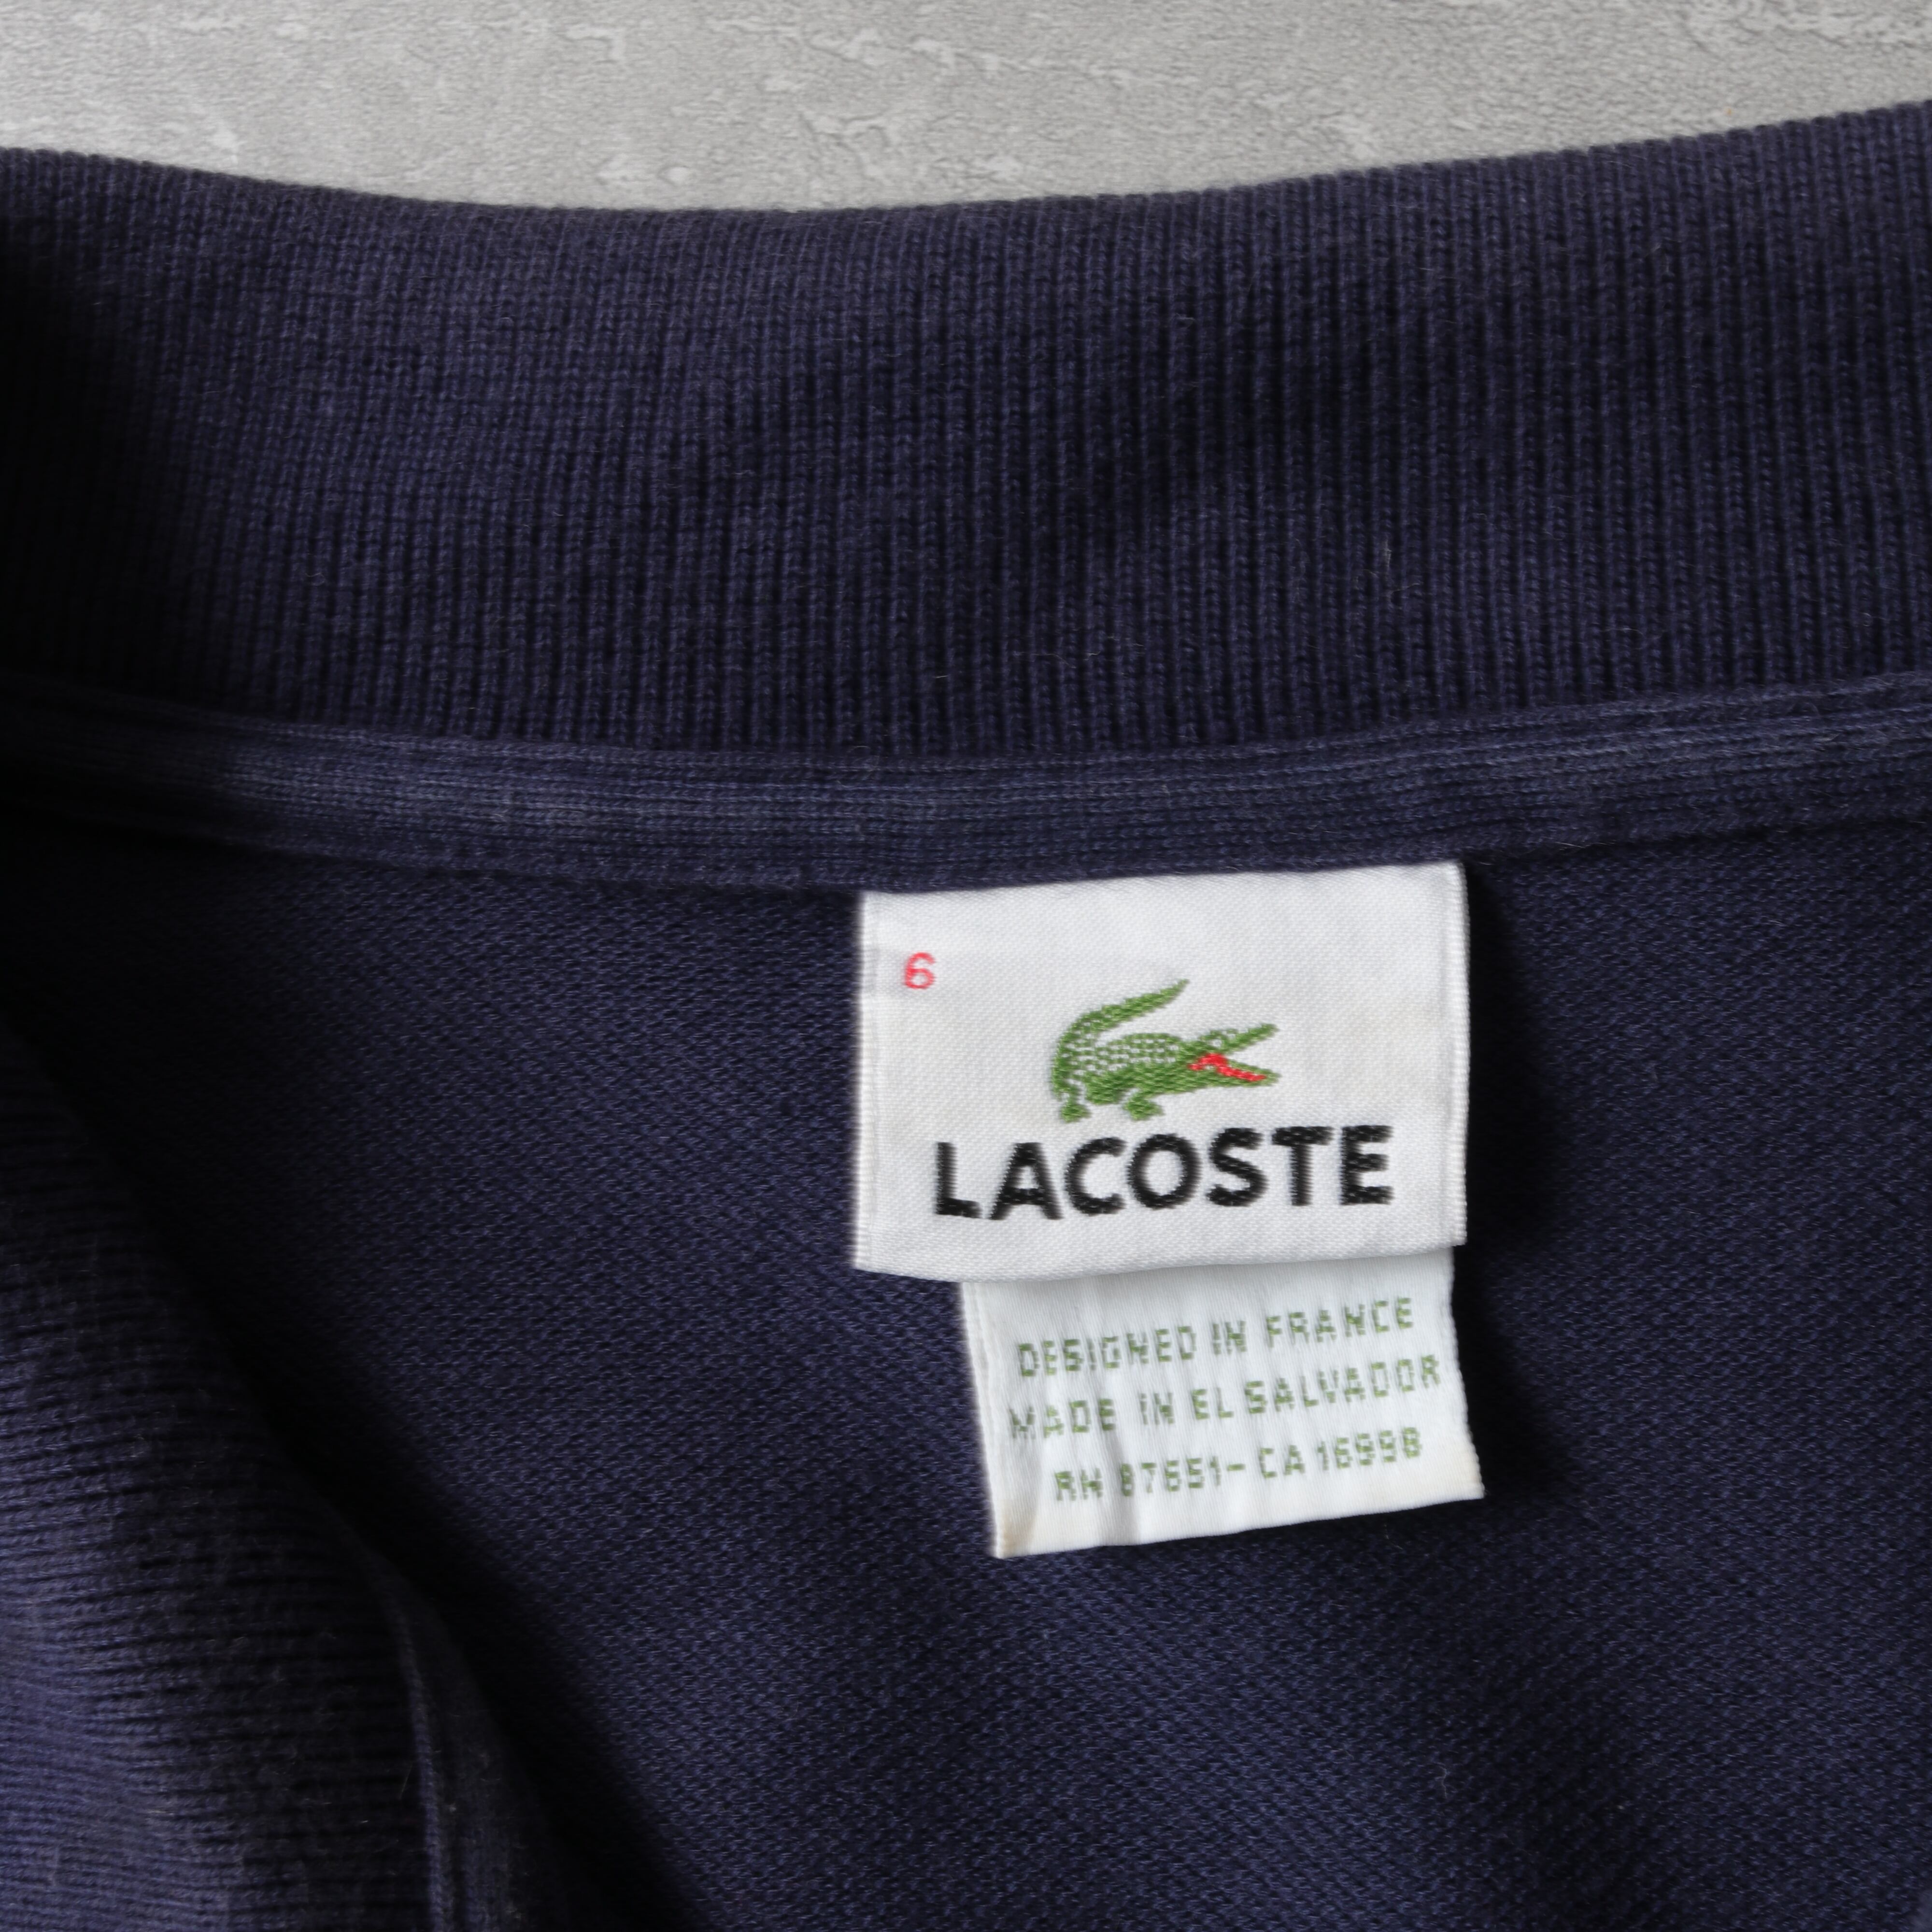 6
LACOSTE
DESIGNED IN FRANCE
MADE IN EL SALVADOR
RN 87651-CA 16998